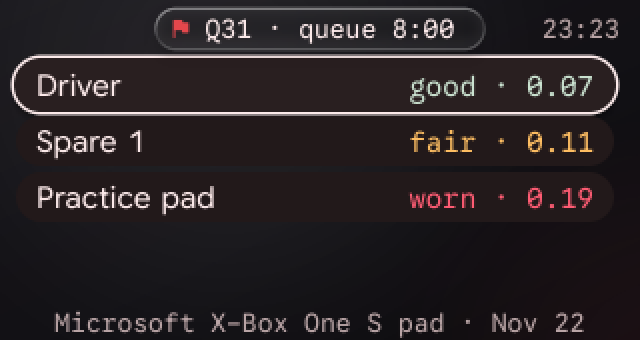 Q31 · queue 8:00 23:23
Driver good · 0.07
Spare 1 fair · 0.11
Practice pad worn · 0.19
Microsoft X-Box One S pad · Nov 22